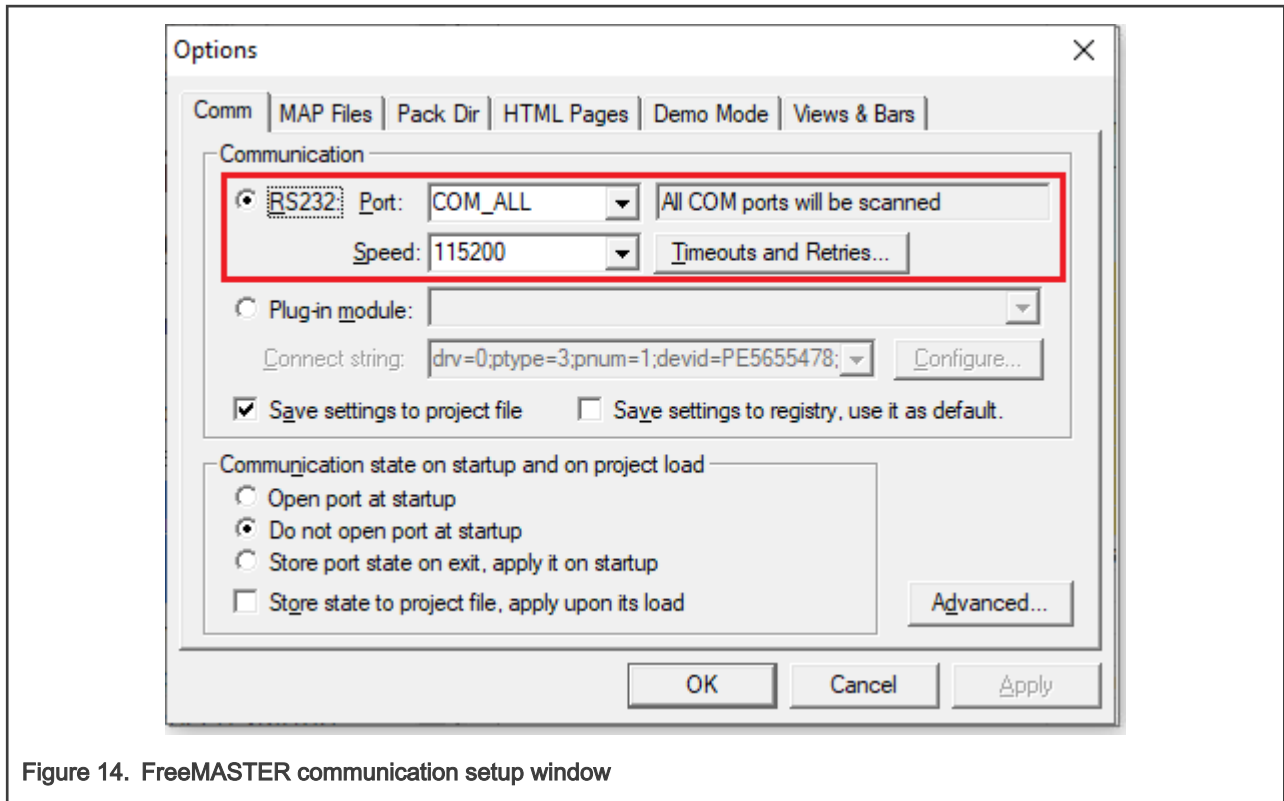 Options
Comm MAP Files Pack Dir HTML Pages Demo Mode Views & Bars
Communication
RS232: Port: COM_ALL All COM ports will be scanned
Speed: 115200 Timeouts and Retries...
Plug-in module:
Connect string: drv=0;ptype=3;pnum=1;devid=PE5655478; Configure...
Save settings to project file Save settings to registry, use it as default.
Communication state on startup and on project load
Open port at startup
Do not open port at startup
Store port state on exit, apply it on startup
Store state to project file, apply upon its load Advanced...
OK Cancel Apply
Figure 14. FreeMASTER communication setup window